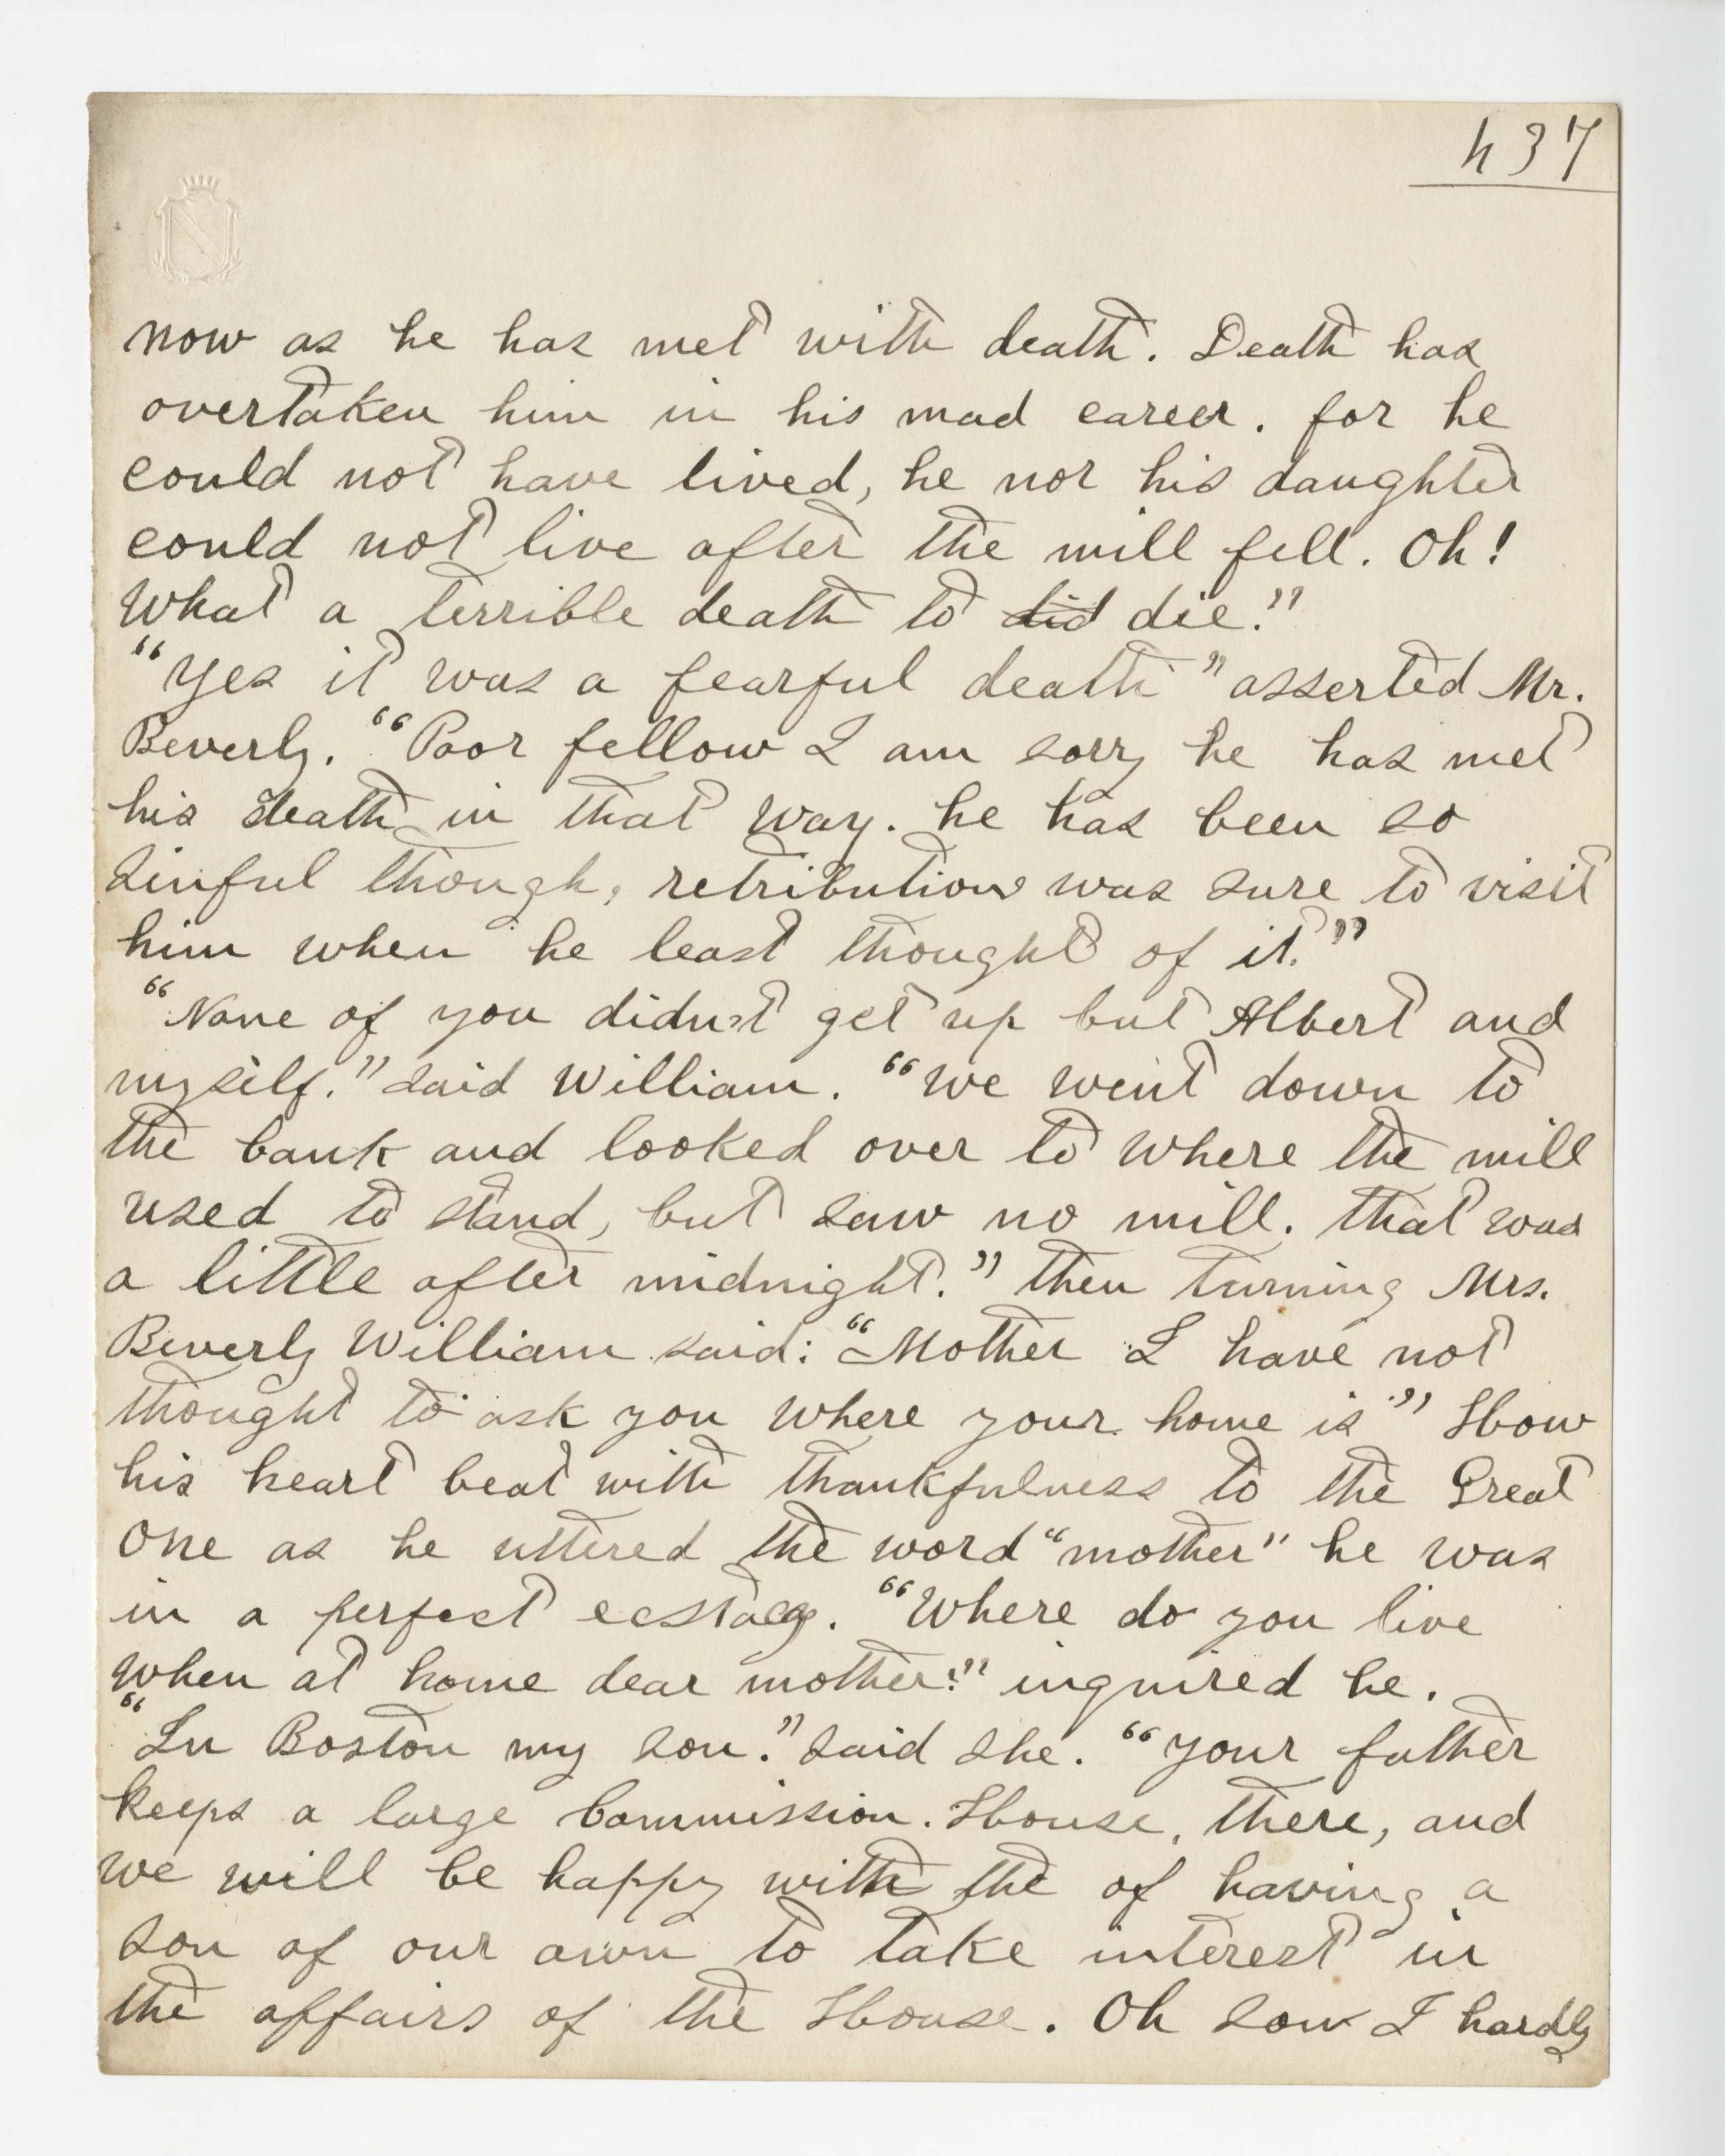 437
now as he has met with death. Death has
overtaken him in his mad career. for he
could not have lived, he nor his daughter
could not live after the mill fell. Oh!
What a terrible death to did die."
"Yes it was a fearful death" asserted Mr.
Beverly. "Poor fellow I am sorry he has met
his death in that way. he has been so
sinful though, retribution was sure to visit
him when he least thought of it."
"None of you didn't get up but Albert and
myself." said William. "we went down to
the bank and looked over to where the mill
used to stand, but saw no mill. that was
a little after midnight." then turning Mrs.
Beverly William said: "Mother I have not
thought to ask you where your home is" How
his heart beat with thankfulness to the Great
One as he uttered the word "mother" he was
in a perfect ecstacy. "Where do you live
when at home dear mother?" inquired he.
"In Boston my son." said she. "your father
keeps a large Commission. House, there, and
we will be happy with the of having a
son of our own to take interest in
the affairs of the House. Oh son I hardly